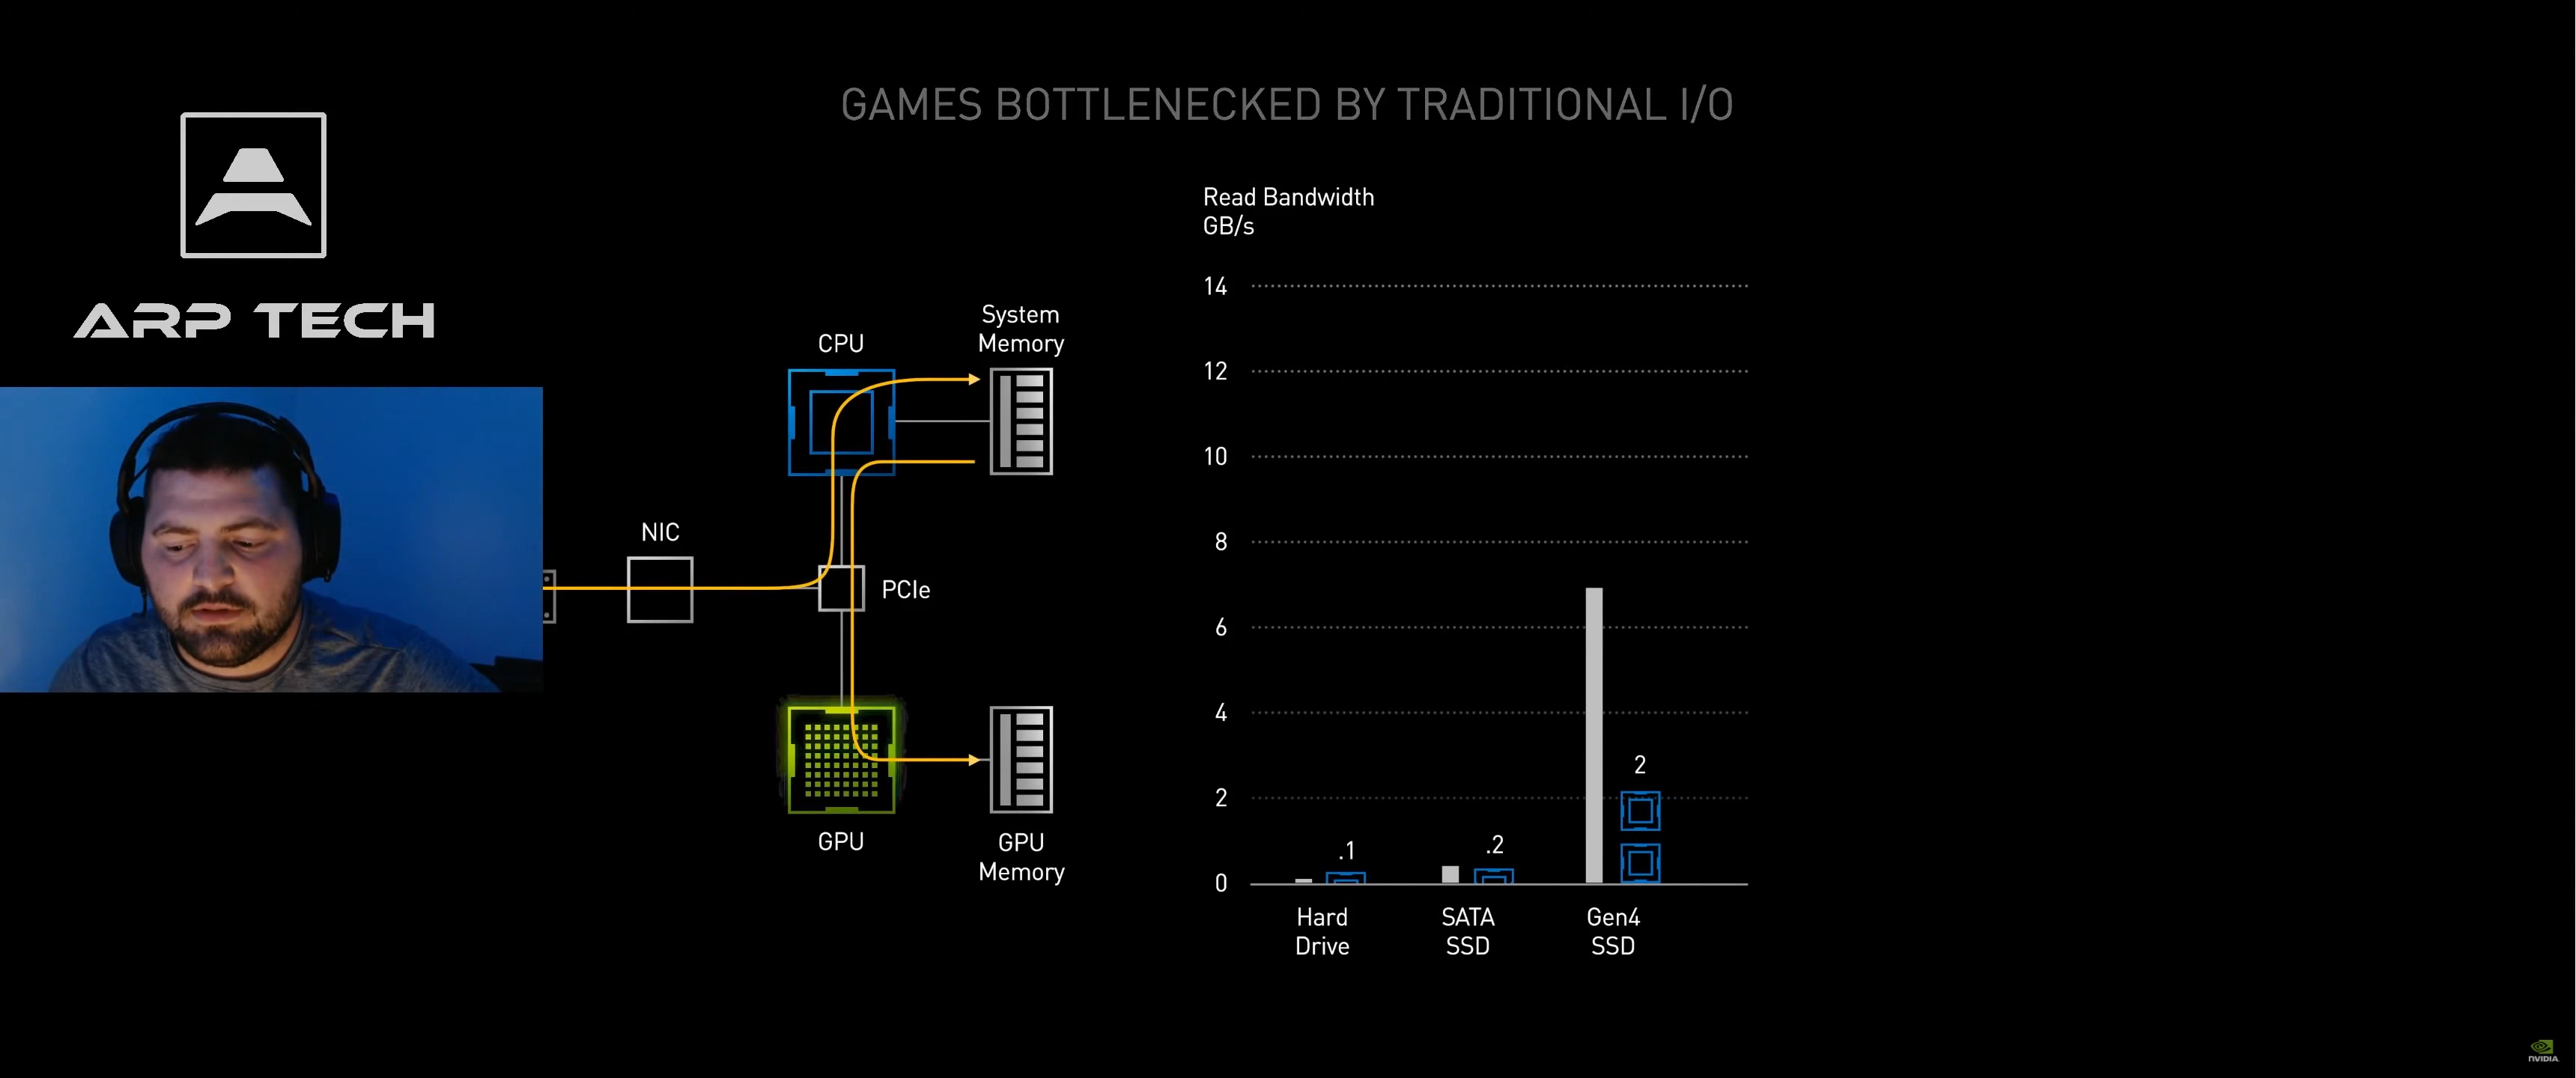 GAMES BOTTLENECKED BY TRADITIONAL I/O
ARP TECH
CPU
System
Memory
NIC
PCIe
GPU
GPU
Memory
Read Bandwidth
GB/s
14
12
10
8
6
4
2
0
.1
.2
2
Hard
Drive
SATA
SSD
Gen4
SSD
NVIDIA